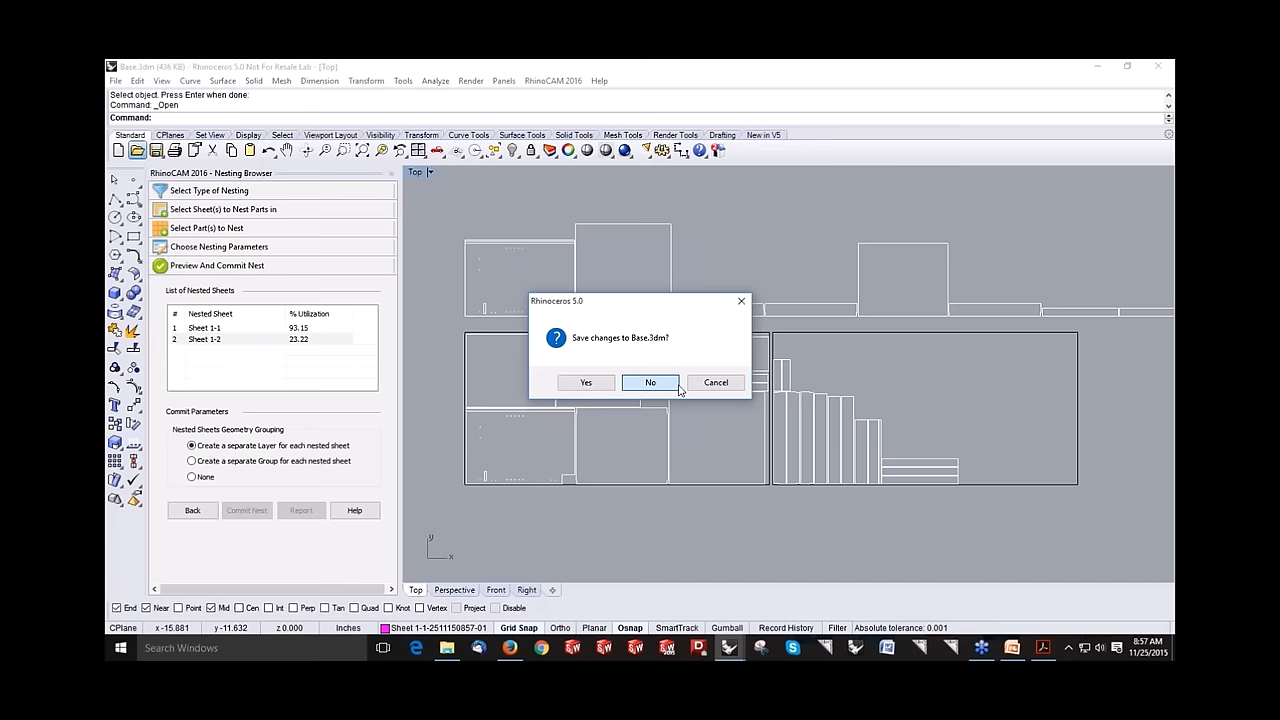 Base.3dm (436 KB) - Rhinoceros 5.0 Not For Resale Lab - [Top]
File Edit View Curve Surface Solid Mesh Dimension Transform Tools Analyze Render Panels RhinoCAM 2016 Help
Select object. Press Enter when done:
Command: _Open
Command:
Standard CPlanes Set View Display Select Viewport Layout Visibility Transform Curve Tools Surface Tools Solid Tools Mesh Tools Render Tools Drafting New in V5
RhinoCAM 2016 - Nesting Browser
Top
Select Type of Nesting
Select Sheet(s) to Nest Parts in
Select Part(s) to Nest
Choose Nesting Parameters
Preview And Commit Nest
List of Nested Sheets
# Nested Sheet % Utilization
1 Sheet 1-1 93.15
2 Sheet 1-2 23.22
Commit Parameters
Nested Sheets Geometry Grouping
Create a separate Layer for each nested sheet
Create a separate Group for each nested sheet
None
Back Commit Nest Report Help
Rhinoceros 5.0
Save changes to Base.3dm?
Yes No Cancel
y
x
Top Perspective Front Right
End Near Point Mid Cen Int Perp Tan Quad Knot Vertex Project Disable
CPlane x -15.881 y -11.632 z 0.000 Inches Sheet 1-1-2511150857-01 Grid Snap Ortho Planar Osnap SmartTrack Gumball Record History Filter Absolute tolerance: 0.001
Search Windows
8:57 AM
11/25/2015